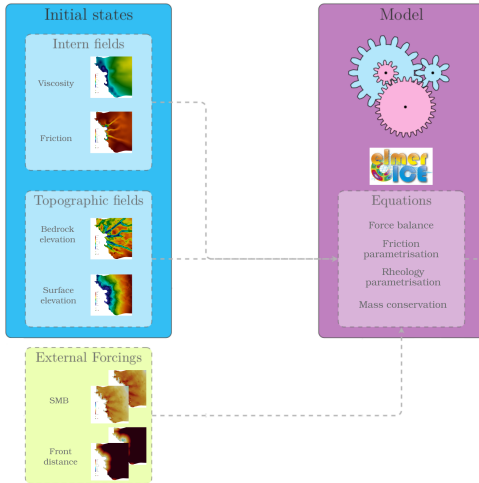 Initial states
Intern fields
Viscosity
Friction
Topographic fields
Bedrock
elevation
Surface
elevation
External Forcings
SMB
Front
distance
Model
elmer
ICE
Equations
Force balance
Friction
parametrisation
Rheology
parametrisation
Mass conservation